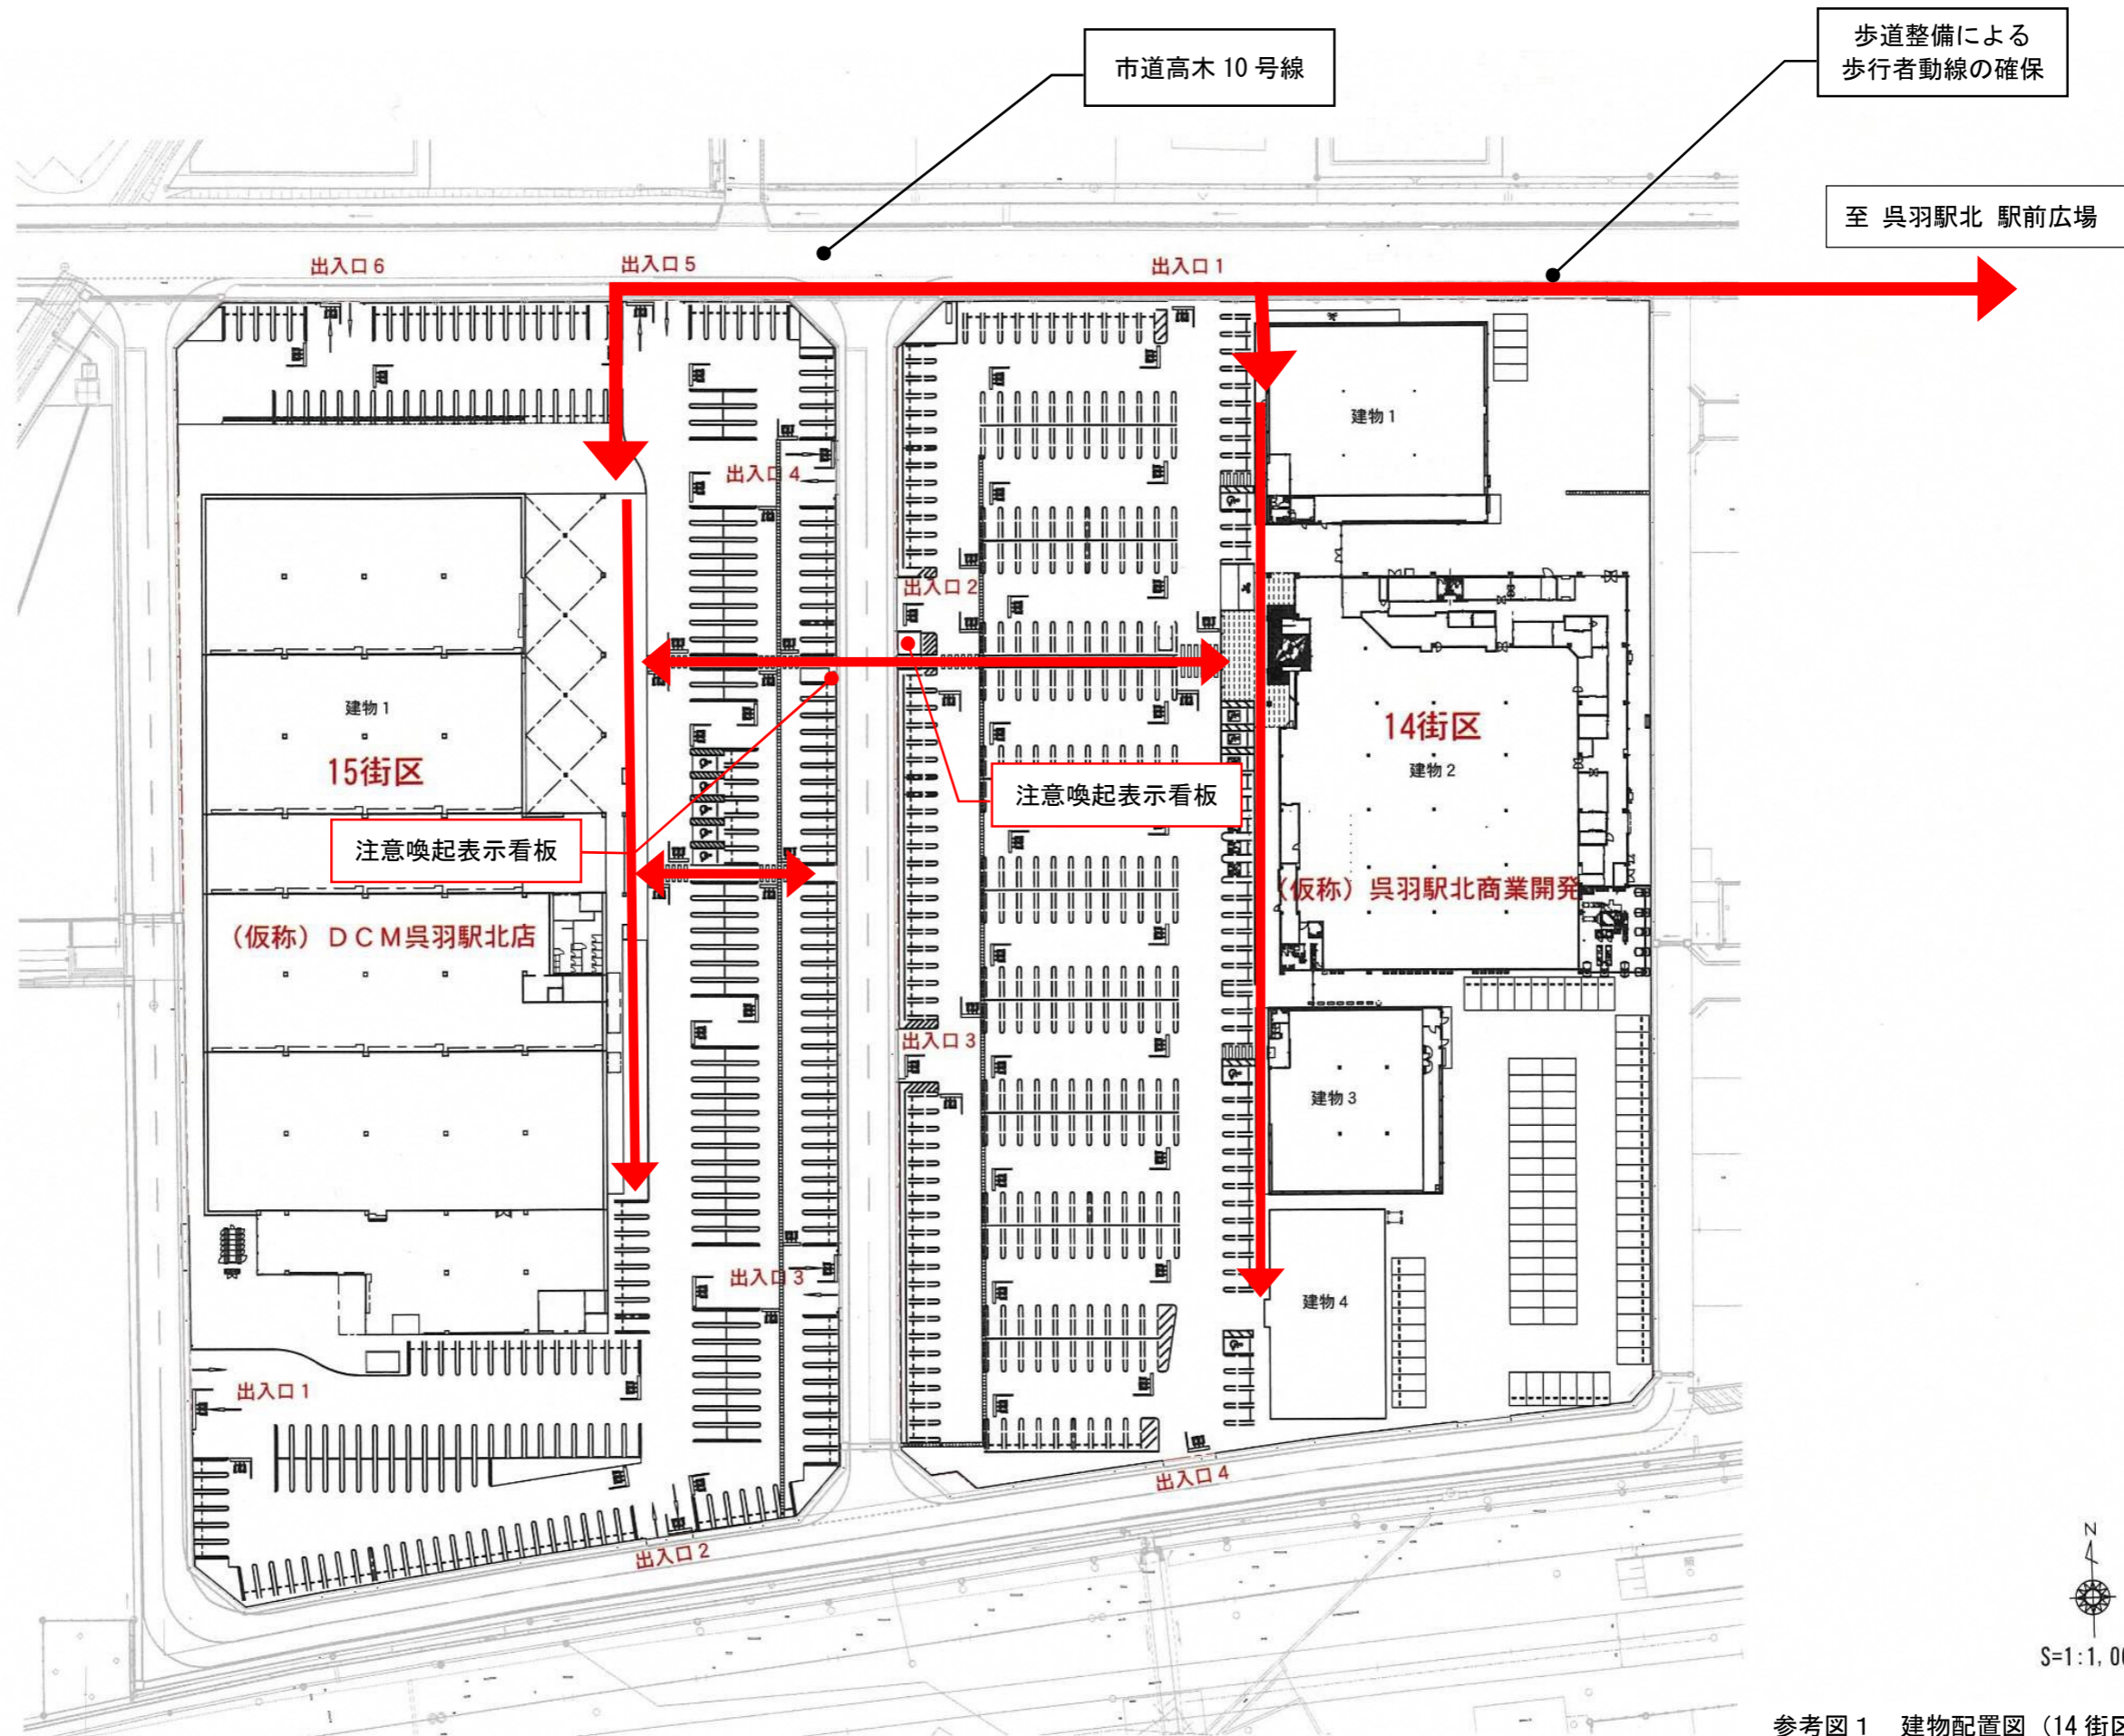 市道高木 10 号線
歩道整備による
歩行者動線の確保
至 呉羽駅北 駅前広場
出入口6
出入口5
出入口1
建物1
出入口4
出入口2
建物1
15街区
14街区
建物2
注意喚起表示看板
注意喚起表示看板
(仮称)呉羽駅北商業開発
(仮称)DCM呉羽駅北店
出入口3
建物3
出入口3
建物4
出入口1
出入口4
出入口2
N
S=1:1,00
参考図1 建物配置図(14 街区